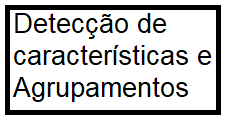 Detecção de
características e
Agrupamentos